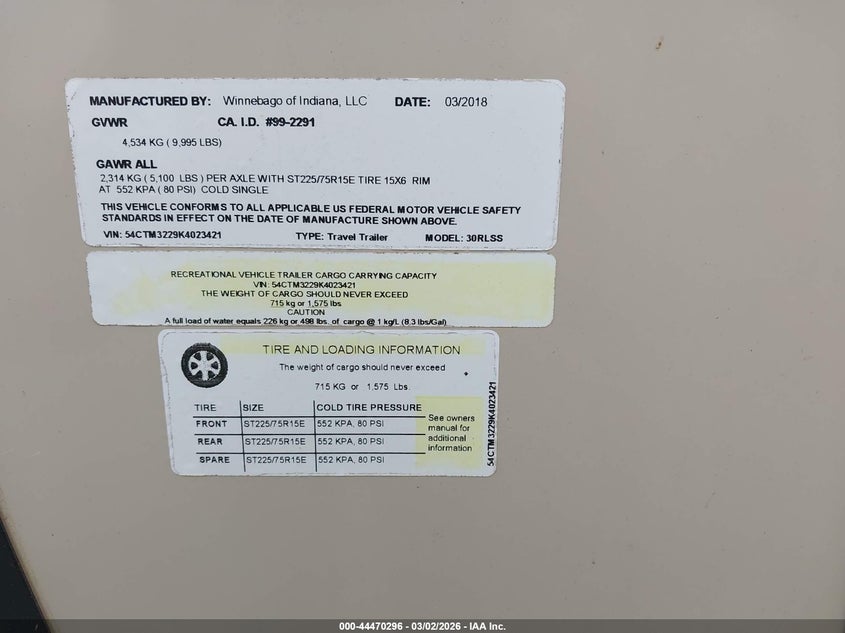 MANUFACTURED BY: Winnebago of Indiana, LLC DATE: 03/2018
GVWR CA. I.D. #99-2291
4,534 KG ( 9,995 LBS)
GAWR ALL
2,314 KG ( 5,100 LBS ) PER AXLE WITH ST225/75R15E TIRE 15X6 RIM
AT 552 KPA ( 80 PSI) COLD SINGLE
THIS VEHICLE CONFORMS TO ALL APPLICABLE US FEDERAL MOTOR VEHICLE SAFETY
STANDARDS IN EFFECT ON THE DATE OF MANUFACTURE SHOWN ABOVE.
VIN: 54CTM3229K4023421 TYPE: Travel Trailer MODEL: 30RLSS
RECREATIONAL VEHICLE TRAILER CARGO CARRYING CAPACITY
VIN: 54CTM3229K4023421
THE WEIGHT OF CARGO SHOULD NEVER EXCEED
715 kg or 1,575 lbs
CAUTION
A full load of water equals 226 kg or 498 lbs. of cargo @ 1 kg/L (8.3 lbs/Gal)
TIRE AND LOADING INFORMATION
The weight of cargo should never exceed
715 KG or 1,575 Lbs.
TIRE SIZE COLD TIRE PRESSURE
FRONT ST225/75R15E 552 KPA, 80 PSI
REAR ST225/75R15E 552 KPA, 80 PSI
SPARE ST225/75R15E 552 KPA, 80 PSI
See owners
manual for
additional
information
54CTM3229K4023421
000-44470296 - 03/02/2026 - IAA Inc.